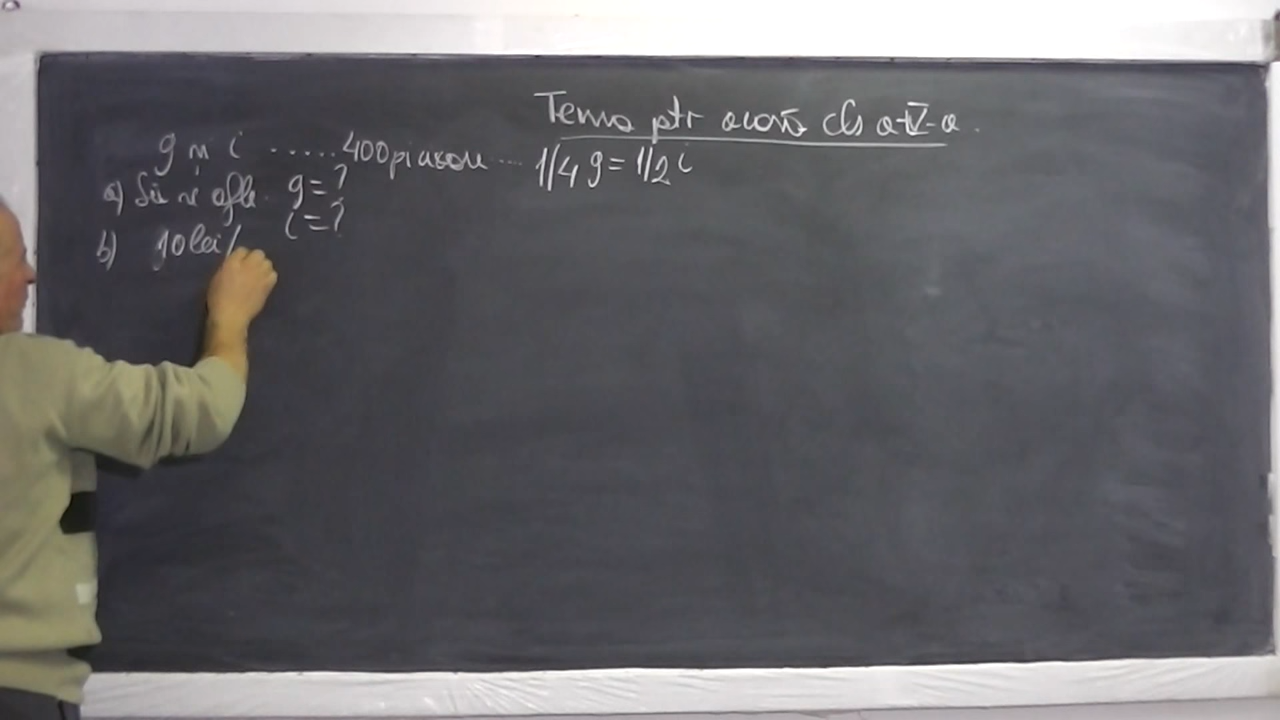 Tema ptr acasă cls a-IV-a.
g și i ..... 400 picioare ... 1/4 g = 1/2 i
a) Să se afle. g = ?
i = ?
b) 10 lei/